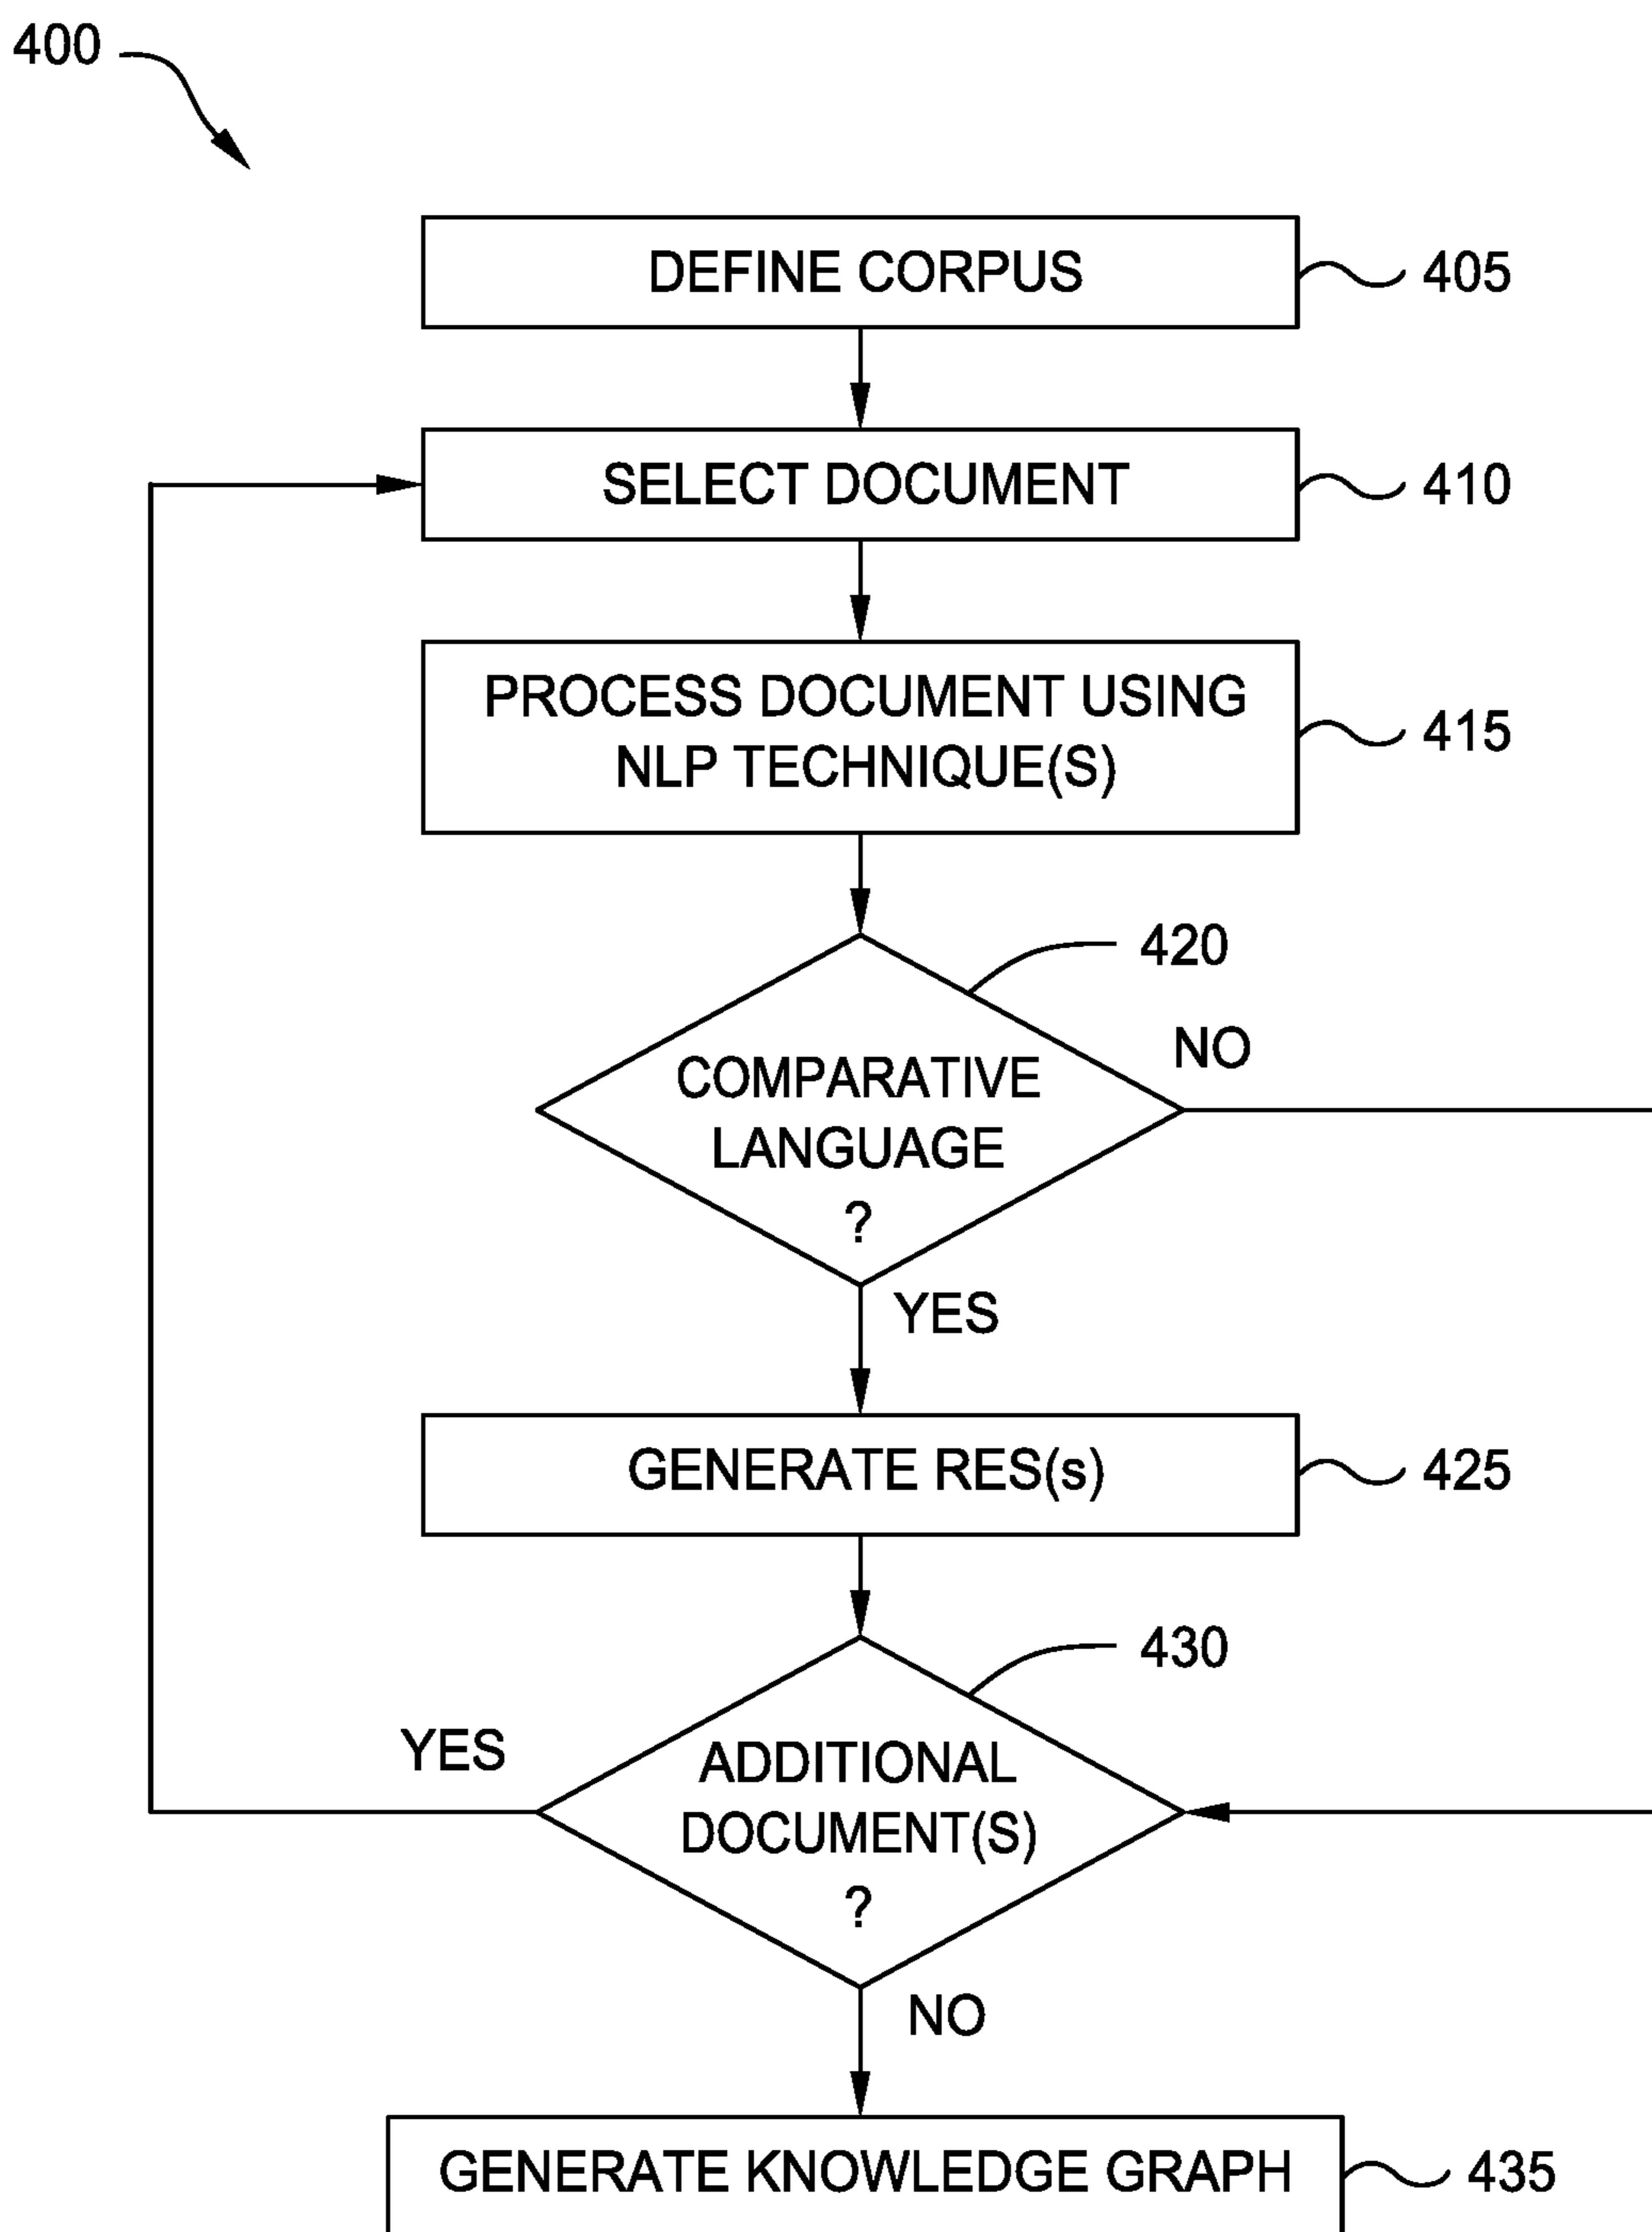 400
DEFINE CORPUS
405
SELECT DOCUMENT
410
PROCESS DOCUMENT USING
NLP TECHNIQUE(S)
415
420
COMPARATIVE
LANGUAGE
?
NO
YES
GENERATE RES(s)
425
430
ADDITIONAL
DOCUMENT(S)
?
YES
NO
GENERATE KNOWLEDGE GRAPH
435